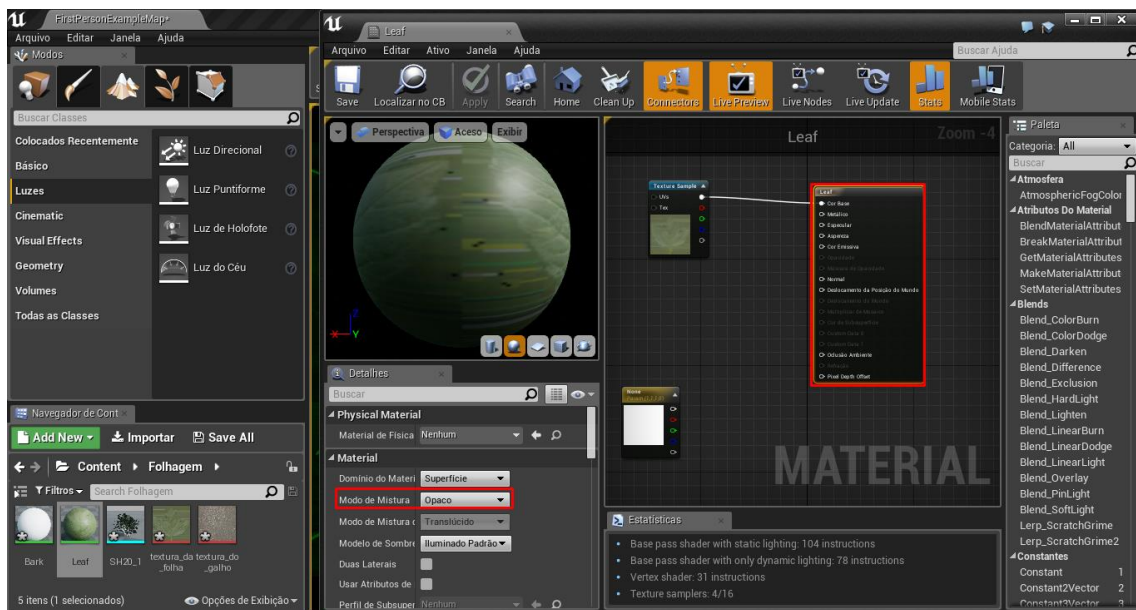 FirstPersonExampleMap*
Arquivo Editar Janela Ajuda
Modos
Buscar Classes
Colocados Recentemente
Básico
Luzes
Cinematic
Visual Effects
Geometry
Volumes
Todas as Classes
Luz Direcional
Luz Puntiforme
Luz de Holofote
Luz do Céu
Navegador de Cont
Add New Importar Save All
Content Folhagem
Filtros Search Folhagem
Bark
Leaf
SH20_1
textura_da_folha
textura_do_galho
5 itens (1 selecionados) Opções de Exibição
Leaf
Arquivo Editar Ativo Janela Ajuda
Buscar Ajuda
Save Localizar no CB Apply Search Home Clean Up Connectors Live Preview Live Nodes Live Update Stats Mobile Stats
Perspectiva Aceso Exibir
Z
X
Y
Detalhes
Buscar
Physical Material
Material de Física Nenhum
Material
Domínio do Materi Superfície
Modo de Mistura Opaco
Modo de Mistura d Translúcido
Modelo de Sombre Iluminado Padrão
Duas Laterais
Usar Atributos de
Perfil de Subsuper Nenhum
Leaf
Zoom -4
Texture Sample
UVs
Tex
Leaf
Cor Base
Metálico
Especular
Aspereza
Cor Emissiva
Normal
Deslocamento da Posição do Mundo
Oclusão Ambiente
Pixel Depth Offset
None
MATERIAL
Estatisticas
Base pass shader with static lighting: 104 instructions
Base pass shader with only dynamic lighting: 78 instructions
Vertex shader: 31 instructions
Texture samplers: 4/16
Paleta
Categoria: All
Buscar
Atmosfera
AtmosphericFogColor
Atributos Do Material
BlendMaterialAttribut
BreakMaterialAttribut
GetMaterialAttributes
MakeMaterialAttribut
SetMaterialAttributes
Blends
Blend_ColorBurn
Blend_ColorDodge
Blend_Darken
Blend_Difference
Blend_Exclusion
Blend_HardLight
Blend_Lighten
Blend_LinearBurn
Blend_LinearDodge
Blend_LinearLight
Blend_Overlay
Blend_PinLight
Blend_SoftLight
Lerp_ScratchGrime
Lerp_ScratchGrime2
Constantes
Constant 1
Constant2Vector 2
Constant3Vector 3